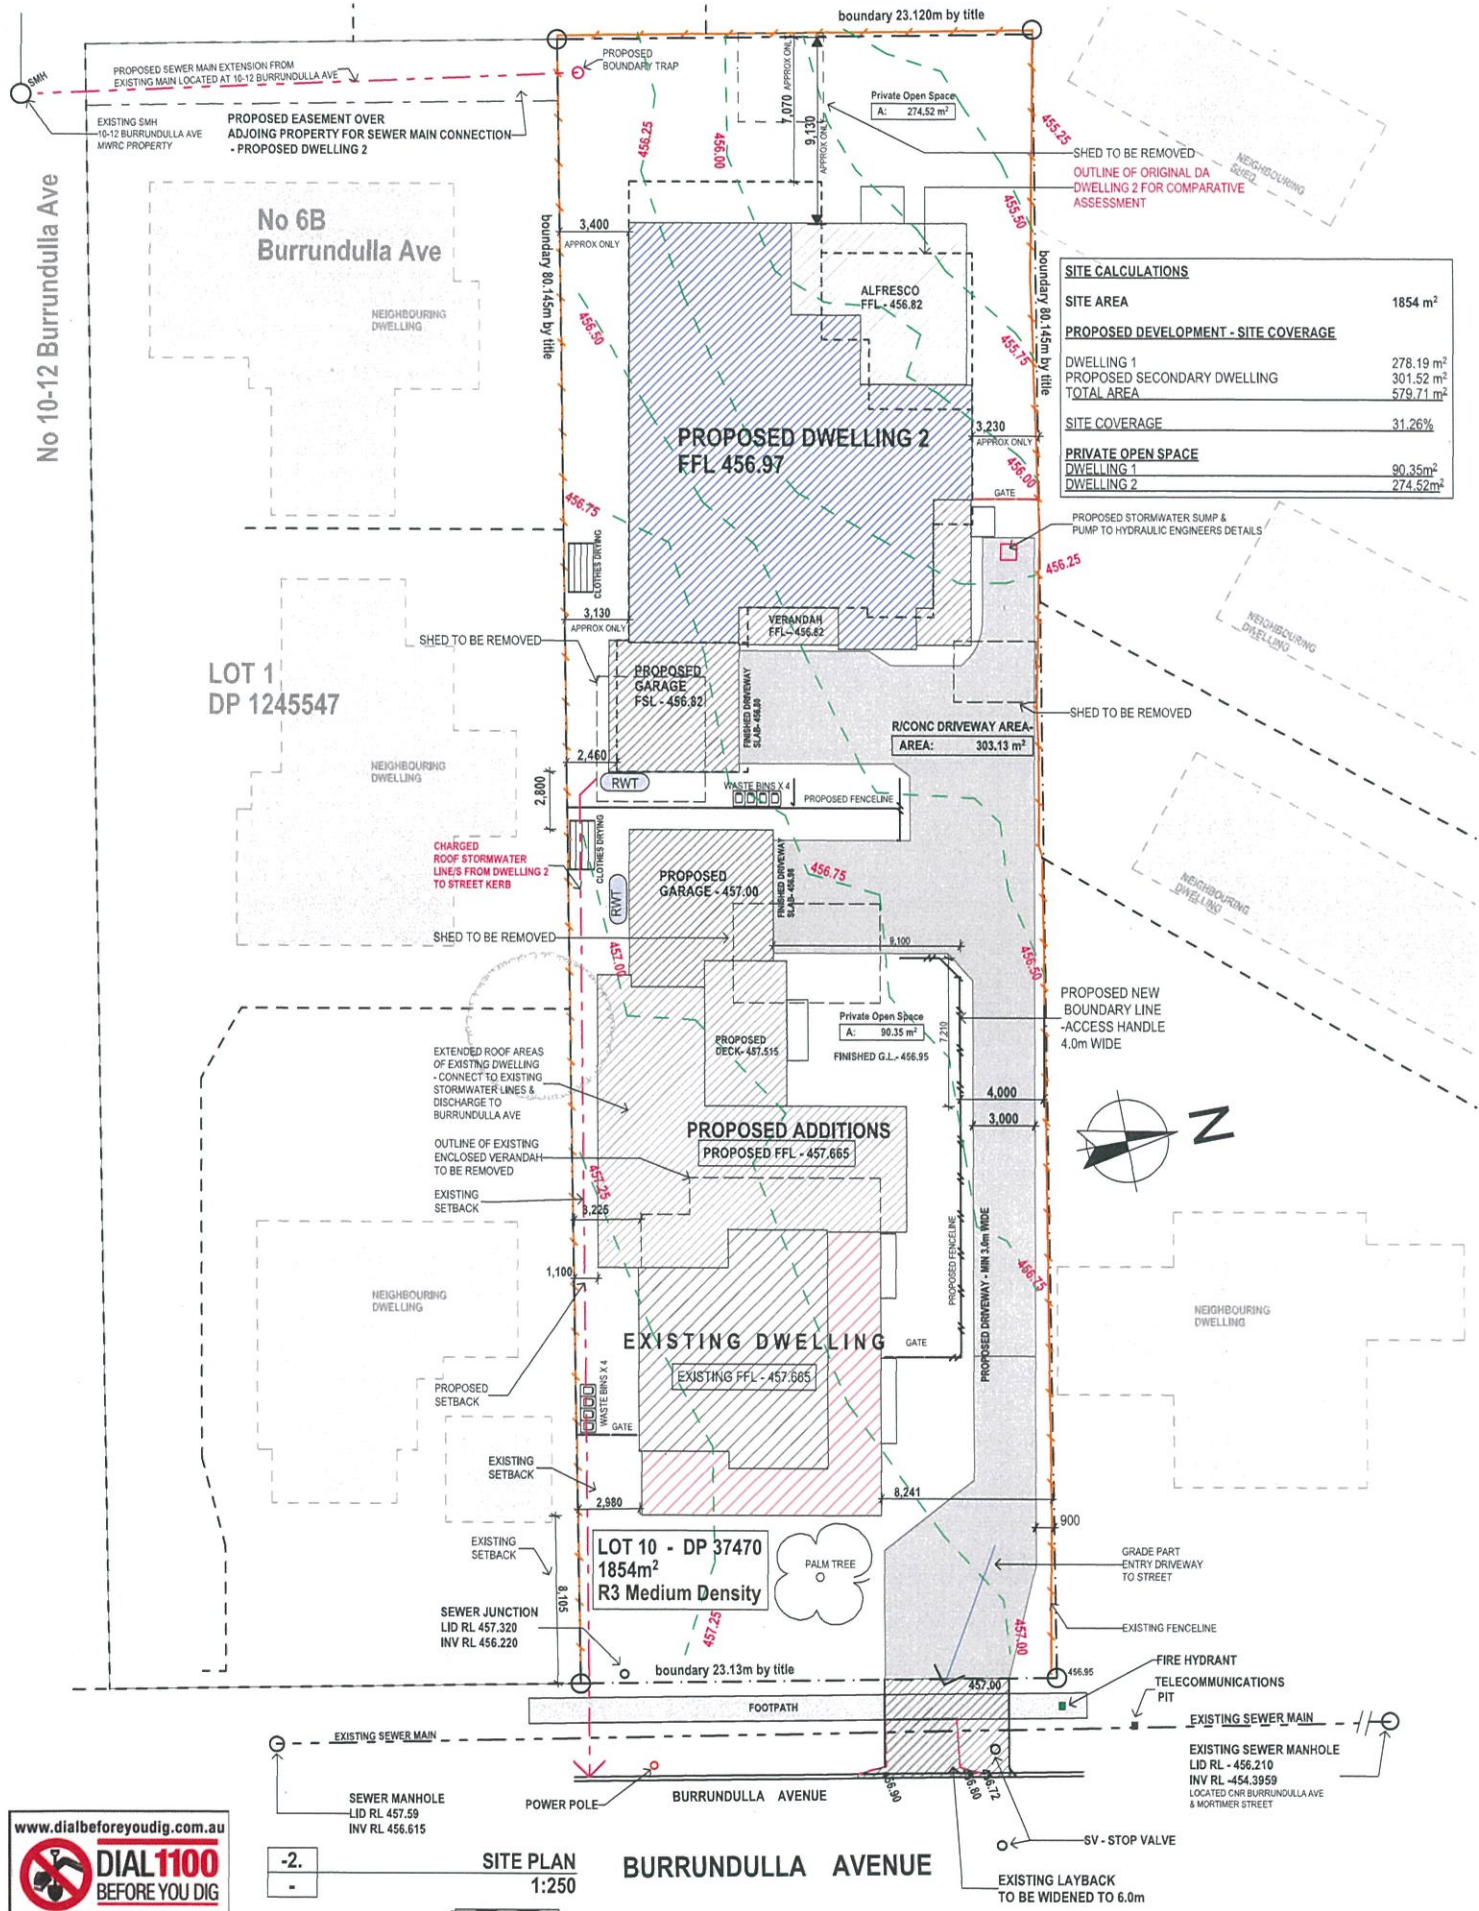 boundary 23.120m by title
SMH
PROPOSED SEWER MAIN EXTENSION FROM
EXISTING MAIN LOCATED AT 10-12 BURRUNDULLA AVE
PROPOSED
BOUNDARY TRAP
EXISTING SMH
10-12 BURRUNDULLA AVE
MWRC PROPERTY
PROPOSED EASEMENT OVER
ADJOING PROPERTY FOR SEWER MAIN CONNECTION
- PROPOSED DWELLING 2
7,070 APPROX ONLY
9,130
APPROX ONLY
Private Open Space
A: 274.52 m²
456.25
456.00
455.25
SHED TO BE REMOVED
OUTLINE OF ORIGINAL DA
DWELLING 2 FOR COMPARATIVE
ASSESSMENT
NEIGHBOURING
SHED
455.50
No 10-12 Burrundulla Ave
No 6B
Burrundulla Ave
NEIGHBOURING
DWELLING
boundary 80.145m by title
3,400
APPROX ONLY
456.50
ALFRESCO
FFL - 456.82
455.75
boundary 80.145m by title
SITE CALCULATIONS
SITE AREA 1854 m²
PROPOSED DEVELOPMENT - SITE COVERAGE
DWELLING 1 278.19 m²
PROPOSED SECONDARY DWELLING 301.52 m²
TOTAL AREA 579.71 m²
SITE COVERAGE 31.26%
PRIVATE OPEN SPACE
DWELLING 1 90.35m²
DWELLING 2 274.52m²
PROPOSED DWELLING 2
FFL 456.97
3,230
APPROX ONLY
456.00
GATE
456.75
PROPOSED STORMWATER SUMP &
PUMP TO HYDRAULIC ENGINEERS DETAILS
456.25
CLOTHES DRYING
3,130
APPROX ONLY
VERANDAH
FFL - 456.82
NEIGHBOURING
DWELLING
SHED TO BE REMOVED
LOT 1
DP 1245547
PROPOSED
GARAGE
FSL - 456.82
FINISHED DRIVEWAY
SLAB- 456.80
SHED TO BE REMOVED
R/CONC DRIVEWAY AREA-
AREA: 303.13 m²
NEIGHBOURING
DWELLING
2,460
2,800
RWT
WASTE BINS X 4
PROPOSED FENCELINE
CHARGED
ROOF STORMWATER
LINE/S FROM DWELLING 2
TO STREET KERB
CLOTHES DRYING
RWT
PROPOSED
GARAGE - 457.00
FINISHED DRIVEWAY
456.75
NEIGHBOURING
DWELLING
SHED TO BE REMOVED
457.00
9,100
456.50
PROPOSED NEW
BOUNDARY LINE
-ACCESS HANDLE
4.0m WIDE
Private Open Space
A: 90.35 m²
7,210
FINISHED G.L.- 456.95
PROPOSED
DECK- 457.515
EXTENDED ROOF AREAS
OF EXISTING DWELLING
- CONNECT TO EXISTING
STORMWATER LINES &
DISCHARGE TO
BURRUNDULLA AVE
4,000
3,000
N
PROPOSED ADDITIONS
PROPOSED FFL - 457.665
OUTLINE OF EXISTING
ENCLOSED VERANDAH
TO BE REMOVED
457.25
EXISTING
SETBACK
3,225
PROPOSED FENCELINE
PROPOSED DRIVEWAY - MIN 3.0m WIDE
456.75
1,100
NEIGHBOURING
DWELLING
NEIGHBOURING
DWELLING
EXISTING DWELLING
EXISTING FFL - 457.665
GATE
PROPOSED
SETBACK
WASTE BINS X 4
GATE
EXISTING
SETBACK
2,980
8,241
900
LOT 10 - DP 37470
1854m²
R3 Medium Density
PALM TREE
EXISTING
SETBACK
8,105
GRADE PART
ENTRY DRIVEWAY
TO STREET
SEWER JUNCTION
LID RL 457.320
INV RL 456.220
457.25
457.00
EXISTING FENCELINE
boundary 23.13m by title
457.00
456.95
FIRE HYDRANT
TELECOMMUNICATIONS
PIT
FOOTPATH
EXISTING SEWER MAIN
EXISTING SEWER MAIN
EXISTING SEWER MANHOLE
LID RL - 456.210
INV RL -454.3959
LOCATED CNR BURRUNDULLA AVE
& MORTIMER STREET
SEWER MANHOLE
LID RL 457.59
INV RL 456.615
POWER POLE
BURRUNDULLA AVENUE
456.90
456.80
456.72
SV - STOP VALVE
EXISTING LAYBACK
TO BE WIDENED TO 6.0m
www.dialbeforeyoudig.com.au
DIAL1100
BEFORE YOU DIG
-2.
-
SITE PLAN
1:250
BURRUNDULLA AVENUE